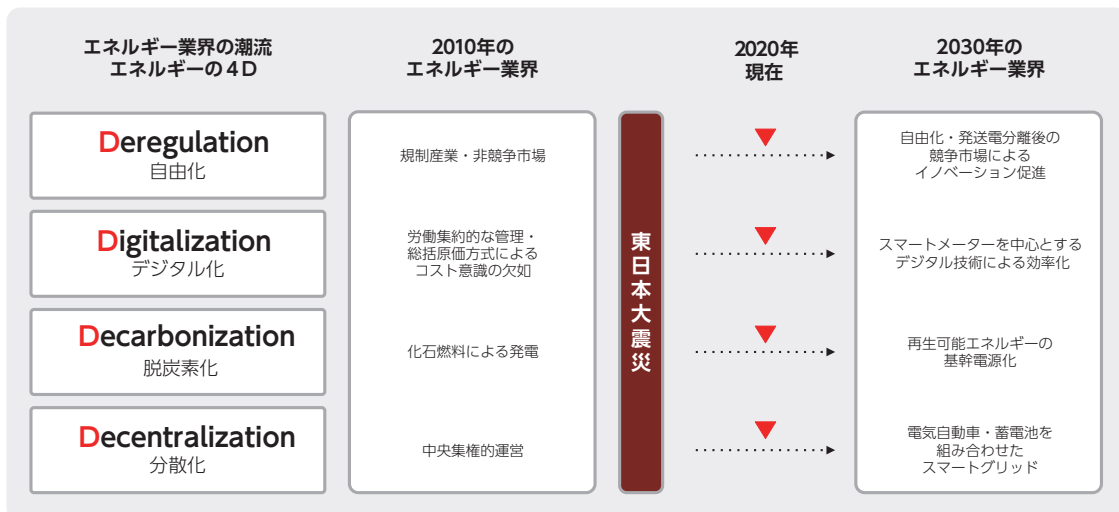 エネルギー業界の潮流
エネルギーの4D
2010年の
エネルギー業界
2020年
現在
2030年の
エネルギー業界
Deregulation
自由化
規制産業・非競争市場
自由化・発送電分離後の
競争市場による
イノベーション促進
Digitalization
デジタル化
労働集約的な管理・
総括原価方式による
コスト意識の欠如
スマートメーターを中心とする
デジタル技術による効率化
Decarbonization
脱炭素化
化石燃料による発電
再生可能エネルギーの
基幹電源化
Decentralization
分散化
中央集権的運営
電気自動車・蓄電池を
組み合わせた
スマートグリッド
東日本大震災